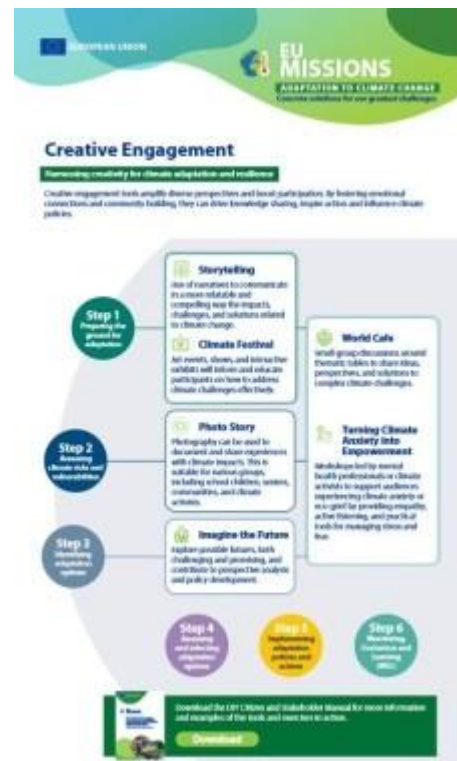 EUROPEAN UNION
EU
MISSIONS
ADAPTATION TO CLIMATE CHANGE
Concrete solutions for our greatest challenges
Creative Engagement
Harnessing creativity for climate adaptation and resilience
Creative engagement tools amplify diverse perspectives and boost participation. By fostering emotional
connections and community building, they can drive knowledge sharing, inspire action and influence climate
policies.
Step 1
Preparing the
ground for
adaptation
Storytelling
Use of narratives to communicate
in a more relatable and
compelling way the impacts,
challenges, and solutions related
to climate change.
Climate Festival
Art events, shows, and interactive
exhibits will inform and educate
participants on how to address
climate challenges effectively.
World Cafe
Small-group discussions around
thematic tables to share ideas,
perspectives, and solutions to
complex climate challenges.
Step 2
Assessing
climate risks and
vulnerabilities
Photo Story
Photography can be used to
document and share experiences
with climate impacts. This is
suitable for various groups,
including school children, seniors,
communities, and climate
activists.
Turning Climate
Anxiety into
Empowerment
Workshops led by mental
health professionals or climate
activists to support audiences
experiencing climate anxiety or
eco-grief by providing empathy,
active listening, and practical
tools for managing stress and
fear.
Step 3
Identifying
adaptation
options
Imagine the Future
Explore possible futures, both
challenging and promising, and
contribute to prospective analysis
and policy development.
Step 4
Assessing
and selecting
adaptation
options
Step 5
Implementing
adaptation
policies and
actions
Step 6
Monitoring,
Evaluation and
Learning
(MEL)
Download the DIY Citizen and Stakeholder Manual for more information
and examples of the tools and exercises in action.
Download